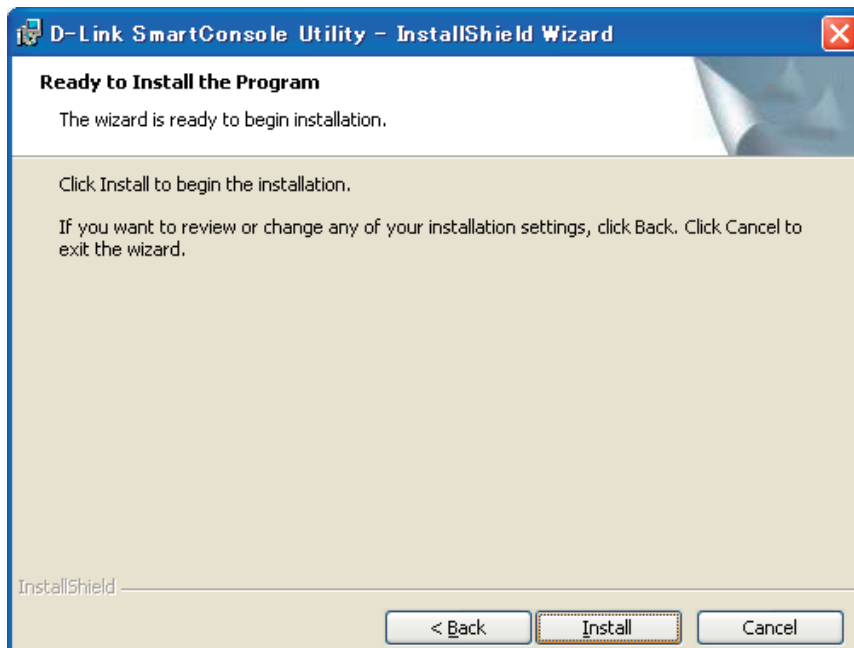 D-Link SmartConsole Utility - InstallShield Wizard
Ready to Install the Program
The wizard is ready to begin installation.
Click Install to begin the installation.
If you want to review or change any of your installation settings, click Back. Click Cancel to
exit the wizard.
InstallShield
< Back Install Cancel